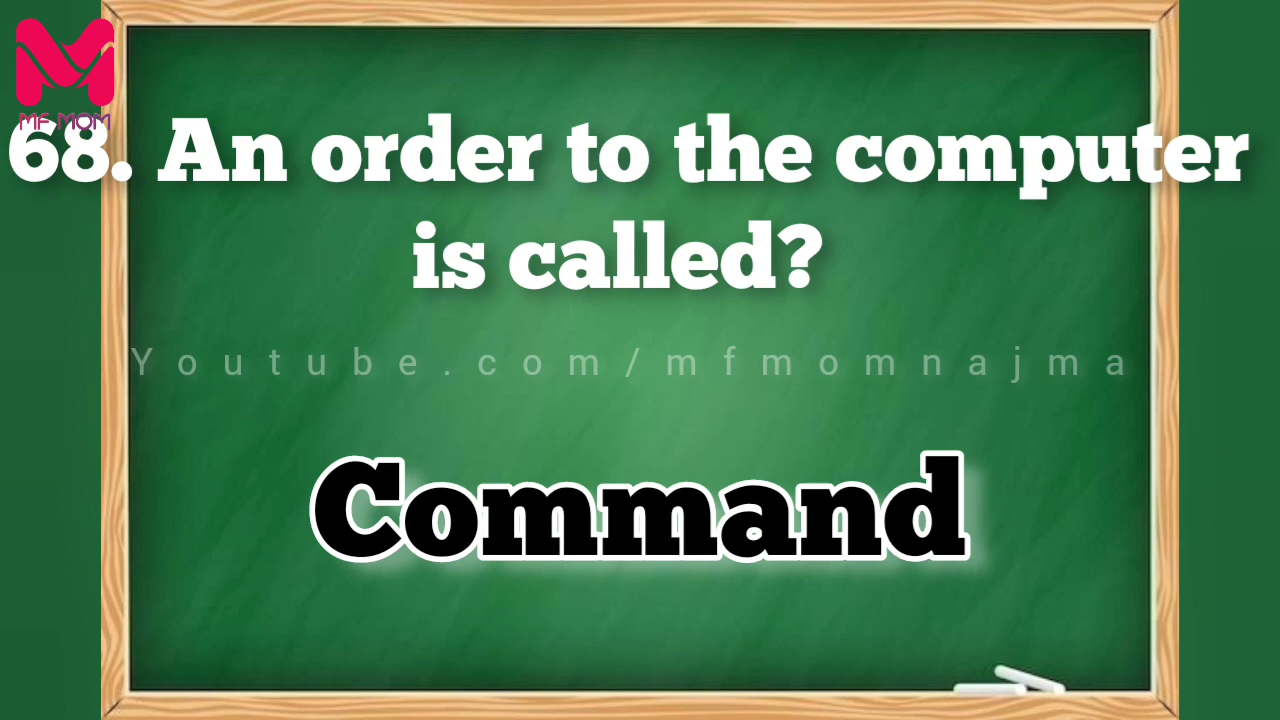 MF MOM
68. An order to the computer
is called?
Youtube.com/mfmomnajma
Command